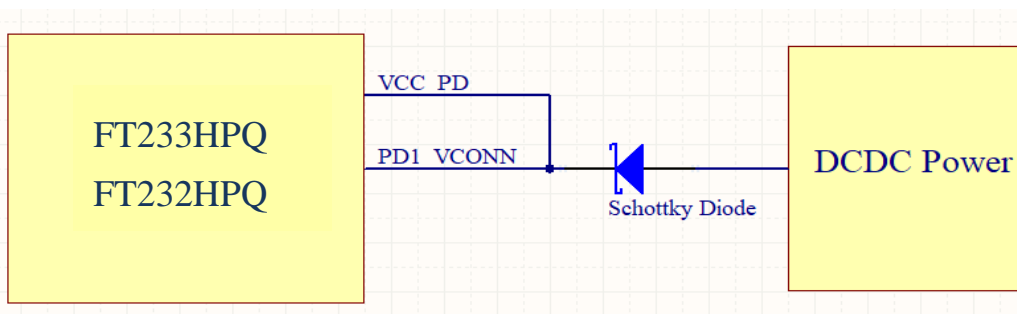 VCC_PD
FT233HPQ
PD1_VCONN
DCDC Power
FT232HPQ
Schottky Diode